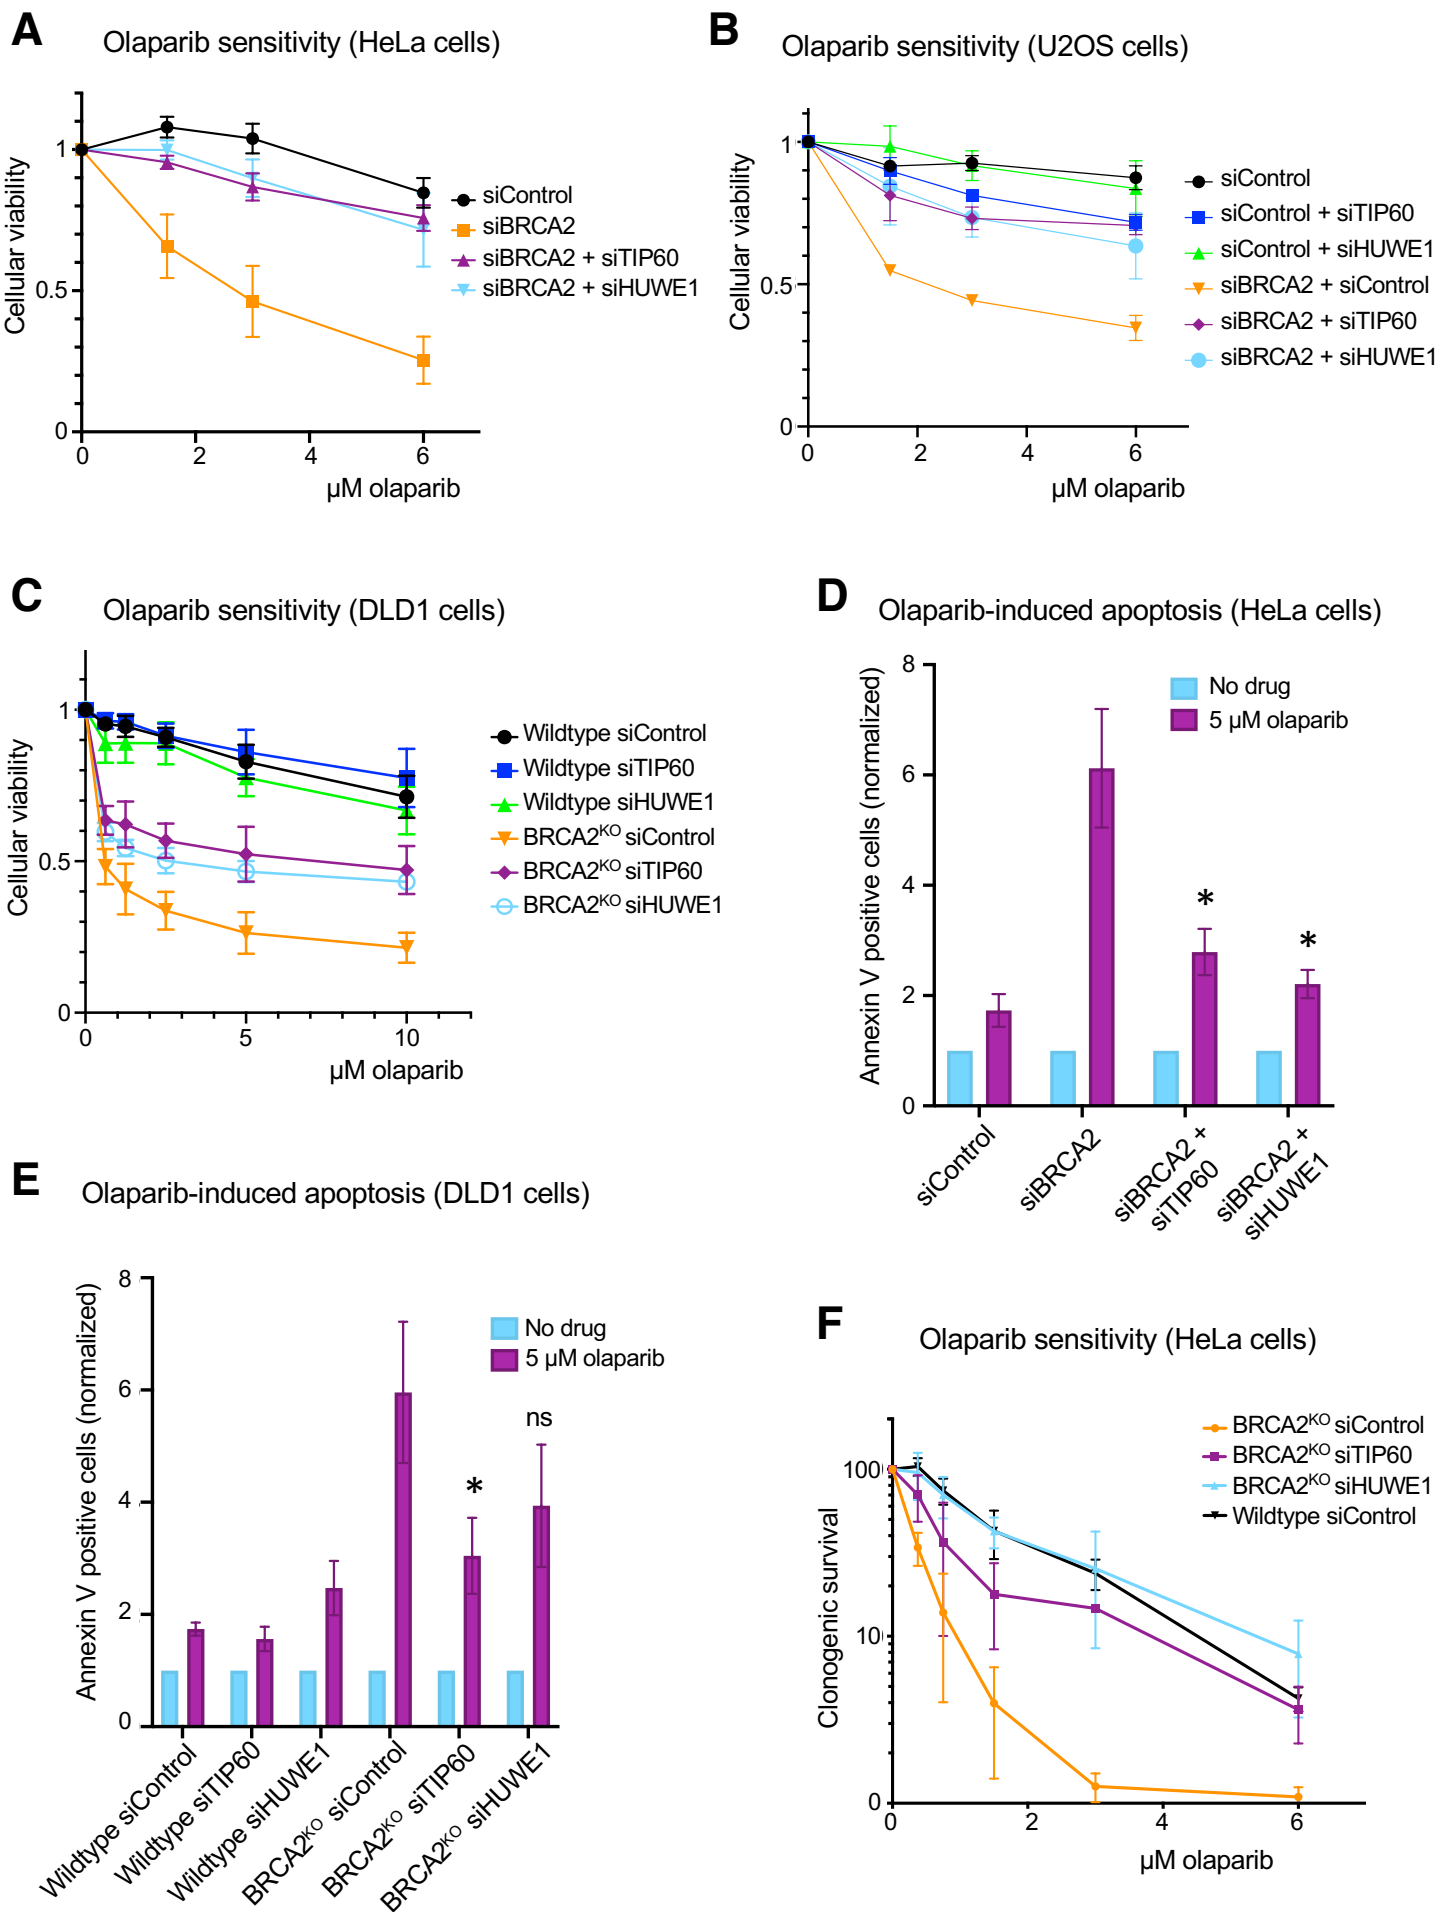 A
Olaparib sensitivity (HeLa cells)
Cellular viability
1
0.5
0
0
2
4
6
µM olaparib
siControl
siBRCA2
siBRCA2 + siTIP60
siBRCA2 + siHUWE1
B
Olaparib sensitivity (U2OS cells)
Cellular viability
1
0.5
0
0
2
4
6
µM olaparib
siControl
siControl + siTIP60
siControl + siHUWE1
siBRCA2 + siControl
siBRCA2 + siTIP60
siBRCA2 + siHUWE1
C
Olaparib sensitivity (DLD1 cells)
Cellular viability
1
0.5
0
0
5
10
µM olaparib
Wildtype siControl
Wildtype siTIP60
Wildtype siHUWE1
BRCA2KO siControl
BRCA2KO siTIP60
BRCA2KO siHUWE1
D
Olaparib-induced apoptosis (HeLa cells)
Annexin V positive cells (normalized)
8
6
4
2
0
No drug
5 µM olaparib
*
*
siControl
siBRCA2
siBRCA2 +
siTIP60
siBRCA2 +
siHUWE1
E
Olaparib-induced apoptosis (DLD1 cells)
Annexin V positive cells (normalized)
8
6
4
2
0
No drug
5 µM olaparib
*
ns
Wildtype siControl
Wildtype siTIP60
Wildtype siHUWE1
BRCA2KO siControl
BRCA2KO siTIP60
BRCA2KO siHUWE1
F
Olaparib sensitivity (HeLa cells)
Clonogenic survival
100
10
0
0
2
4
6
µM olaparib
BRCA2KO siControl
BRCA2KO siTIP60
BRCA2KO siHUWE1
Wildtype siControl